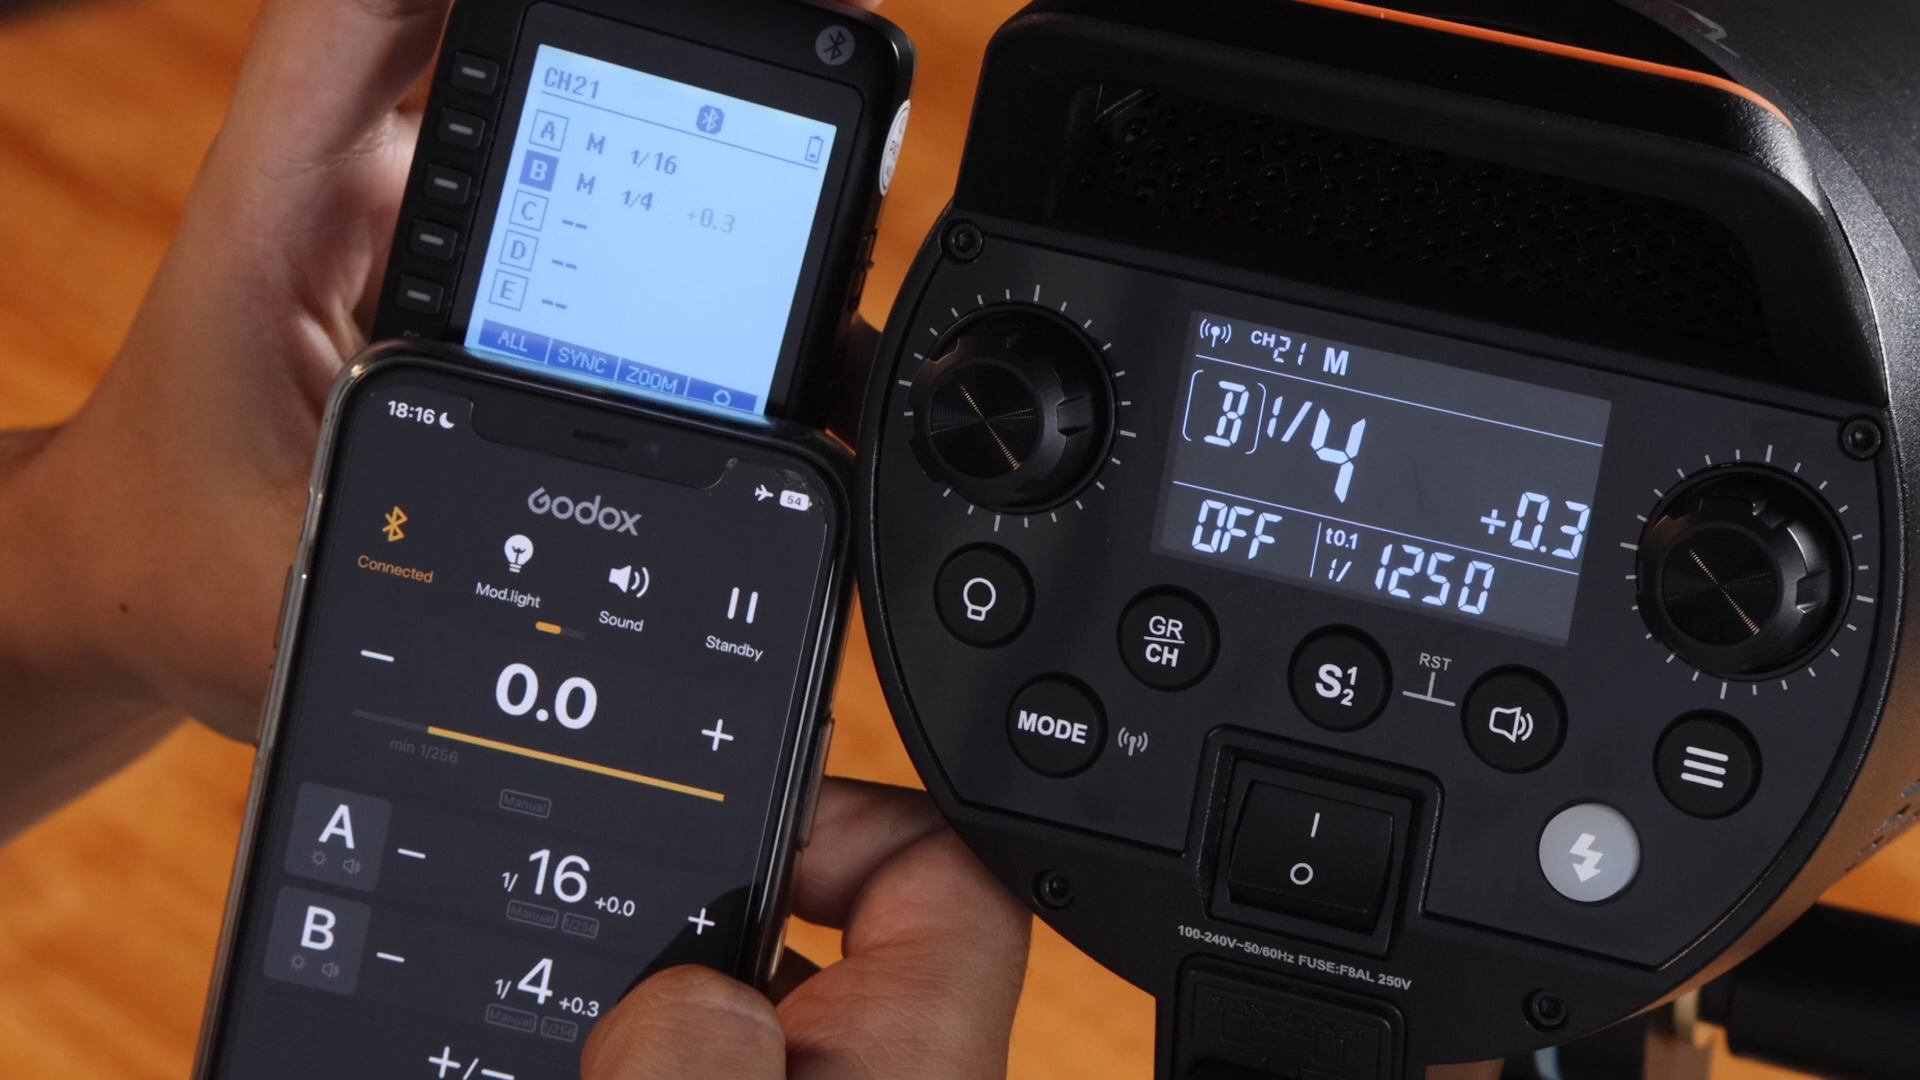 CH21
A M 1/16
B M 1/4 +0.3
C --
D --
E --
ALL SYNC ZOOM
18:16
54
Godox
Connected
Mod.light
Sound
Standby
− 0.0 +
min 1/256
Manual
A − 1/16 +0.0 +
Manual 1/256
B − 1/4 +0.3
Manual 1/256
+/−
CH 21 M
B 1/4
+0.3
OFF t0.1 1/1250
GR
CH
S1
2
RST
MODE
I
O
100-240V~50/60Hz FUSE:F8AL 250V